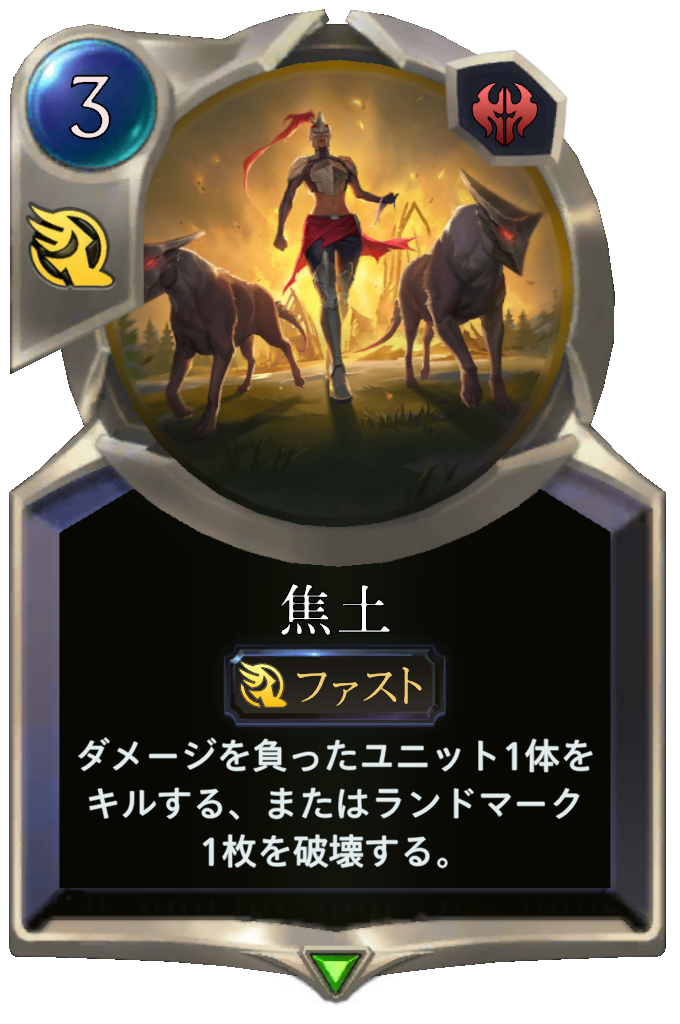 3
焦土
ファスト
ダメージを負ったユニット1体を
キルする、またはランドマーク
1枚を破壊する。